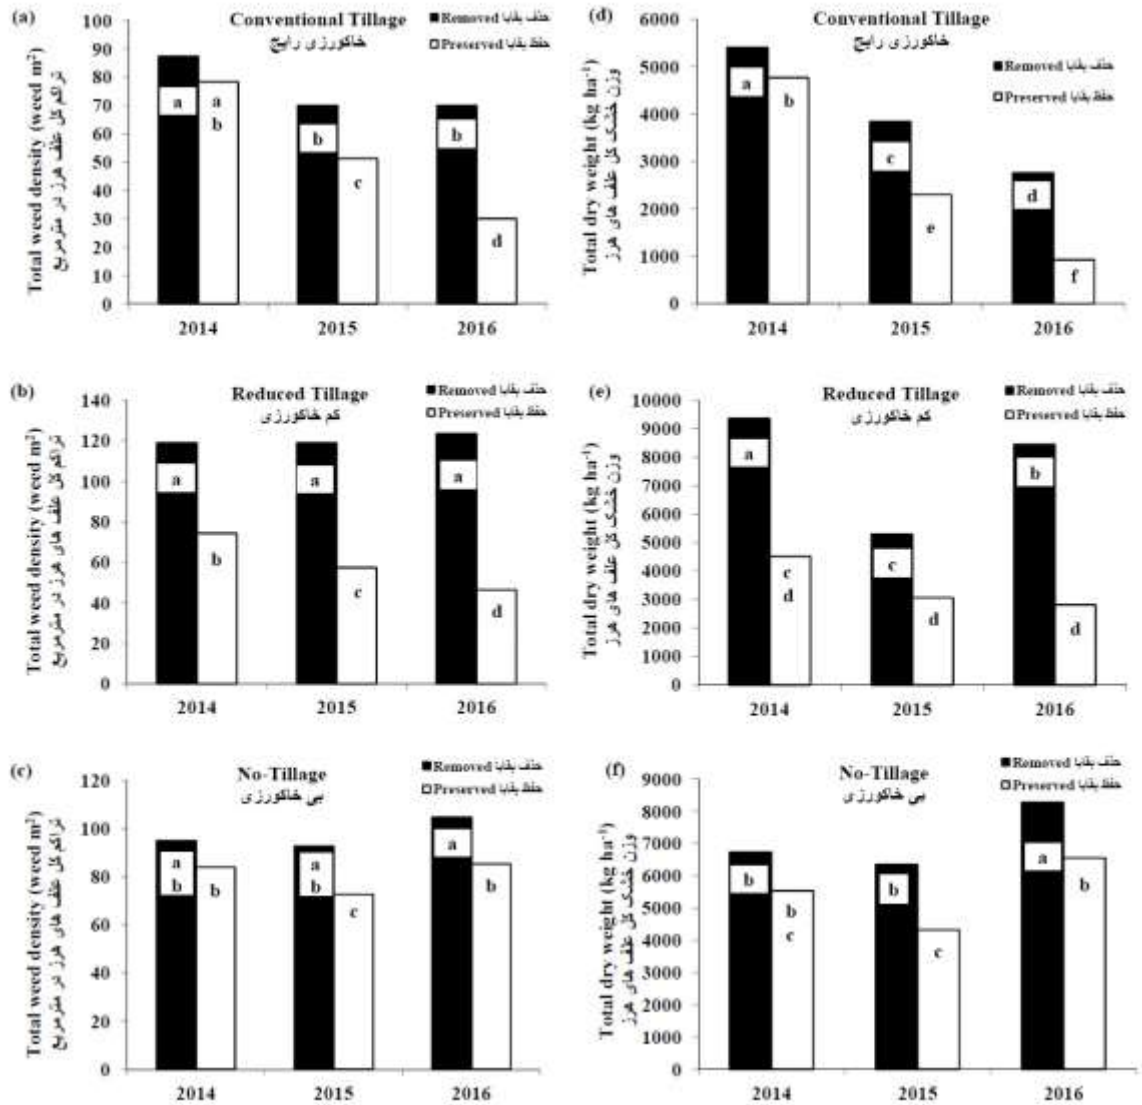 (a)
Conventional Tillage
خاکورزی رایج
Removed حذف بقایا
Preserved حفظ بقایا
Total weed density (weed m²)
تراکم کل علف هرز در مترمربع
100
90
80
70
60
50
40
30
20
10
0
a
a
b
b
c
b
d
2014
2015
2016
(d)
Conventional Tillage
خاکورزی رایج
Removed حذف بقایا
Preserved حفظ بقایا
Total dry weight (kg ha⁻¹)
وزن خشک کل علف های هرز
6000
5000
4000
3000
2000
1000
0
a
b
c
e
d
f
2014
2015
2016
(b)
Reduced Tillage
کم خاکورزی
Removed حذف بقایا
Preserved حفظ بقایا
Total weed density (weed m²)
تراکم کل علف های هرز در مترمربع
140
120
100
80
60
40
20
0
a
b
a
c
a
d
2014
2015
2016
(e)
Reduced Tillage
کم خاکورزی
Removed حذف بقایا
Preserved حفظ بقایا
Total dry weight (kg ha⁻¹)
وزن خشک کل علف های هرز
10000
9000
8000
7000
6000
5000
4000
3000
2000
1000
0
a
c
d
c
d
b
d
2014
2015
2016
(c)
No-Tillage
بی خاکورزی
Removed حذف بقایا
Preserved حفظ بقایا
Total weed density (weed m²)
تراکم کل علف های هرز در مترمربع
120
100
80
60
40
20
0
a
b
b
a
b
c
a
b
2014
2015
2016
(f)
No-Tillage
بی خاکورزی
Removed حذف بقایا
Preserved حفظ بقایا
Total dry weight (kg ha⁻¹)
وزن خشک کل علف های هرز
9000
8000
7000
6000
5000
4000
3000
2000
1000
0
b
b
c
b
c
a
b
2014
2015
2016